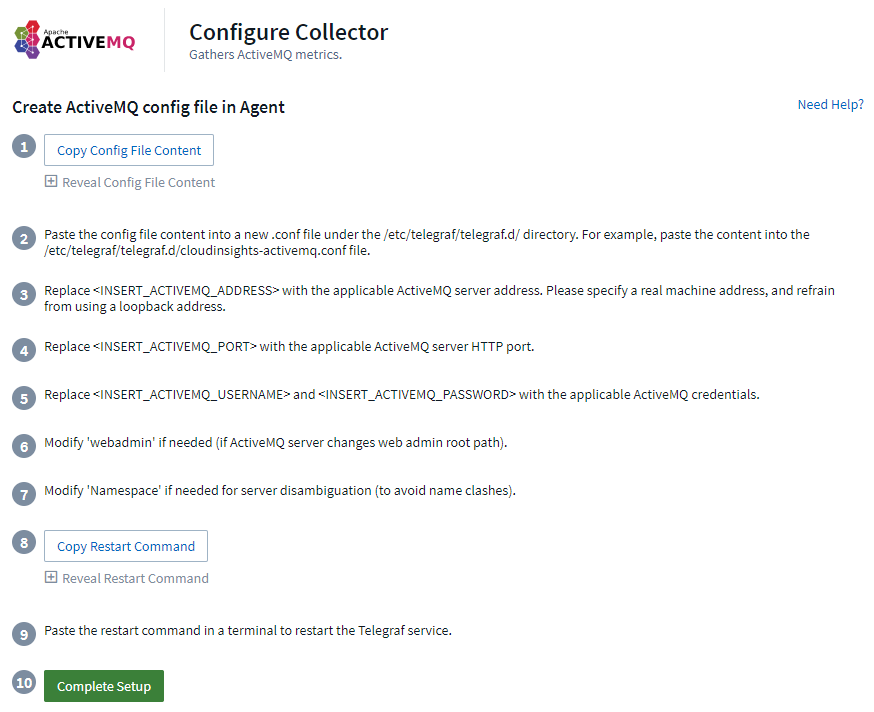 Apache
ACTIVEMQ
Configure Collector
Gathers ActiveMQ metrics.
Create ActiveMQ config file in Agent
Need Help?
1
Copy Config File Content
Reveal Config File Content
2
Paste the config file content into a new .conf file under the /etc/telegraf/telegraf.d/ directory. For example, paste the content into the
/etc/telegraf/telegraf.d/cloudinsights-activemq.conf file.
3
Replace <INSERT_ACTIVEMQ_ADDRESS> with the applicable ActiveMQ server address. Please specify a real machine address, and refrain
from using a loopback address.
4
Replace <INSERT_ACTIVEMQ_PORT> with the applicable ActiveMQ server HTTP port.
5
Replace <INSERT_ACTIVEMQ_USERNAME> and <INSERT_ACTIVEMQ_PASSWORD> with the applicable ActiveMQ credentials.
6
Modify 'webadmin' if needed (if ActiveMQ server changes web admin root path).
7
Modify 'Namespace' if needed for server disambiguation (to avoid name clashes).
8
Copy Restart Command
Reveal Restart Command
9
Paste the restart command in a terminal to restart the Telegraf service.
10
Complete Setup